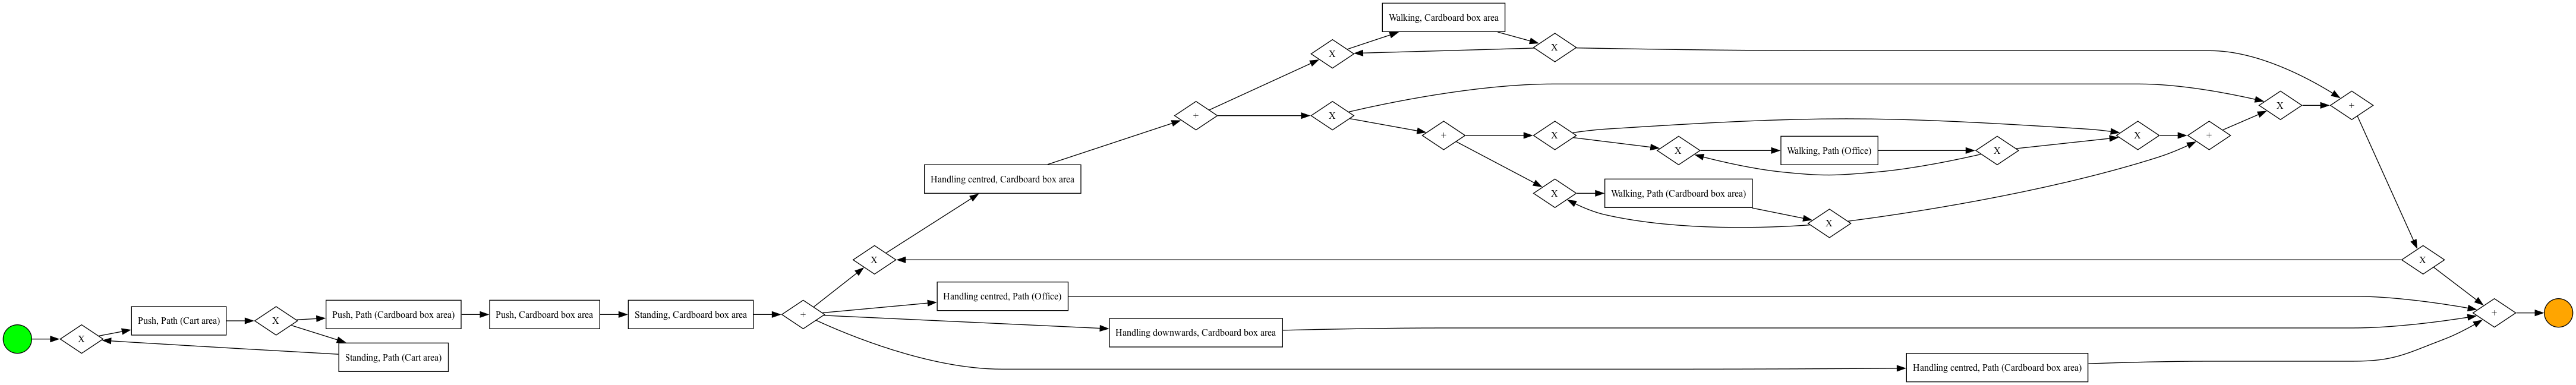 Walking, Cardboard box area
X
X
+
X
X
+
+
X
X
+
X
Walking, Path (Office)
X
Handling centred, Cardboard box area
X
Walking, Path (Cardboard box area)
X
X
X
Handling centred, Path (Office)
Push, Path (Cart area)
X
Push, Path (Cardboard box area)
Push, Cardboard box area
Standing, Cardboard box area
+
+
X
Handling downwards, Cardboard box area
Standing, Path (Cart area)
Handling centred, Path (Cardboard box area)